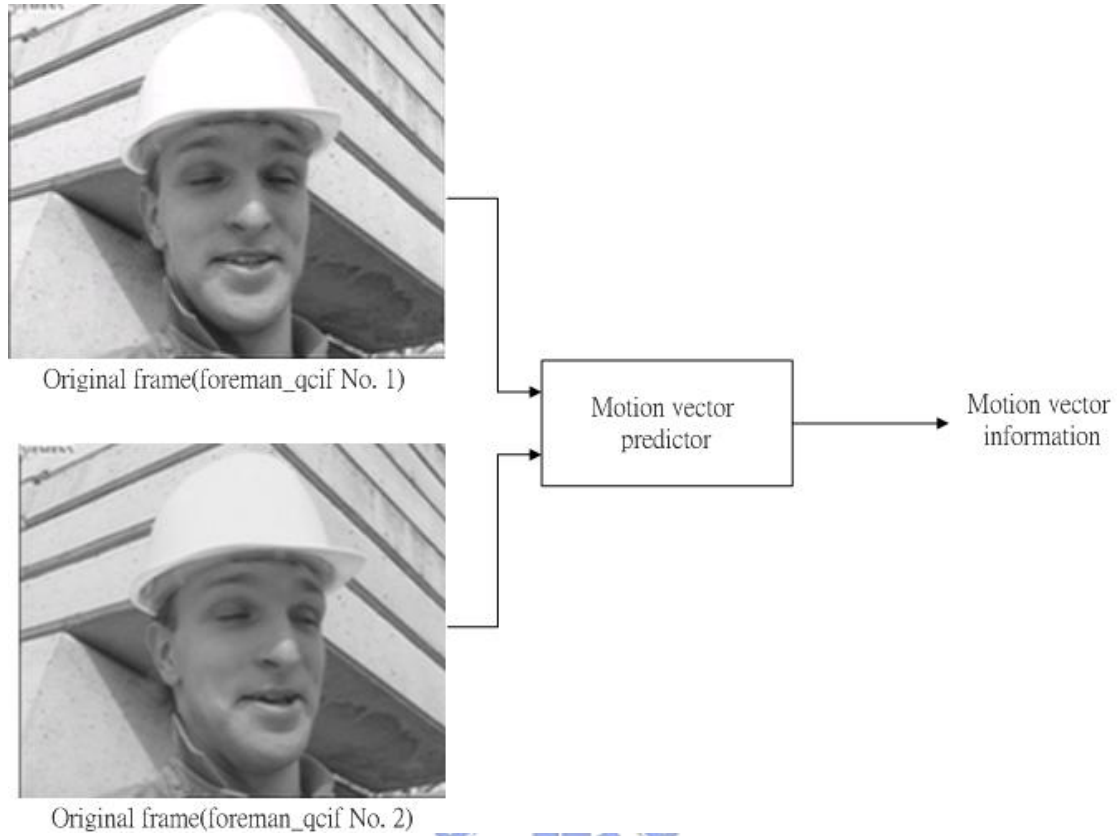 Original frame(foreman_qcif No. 1)
Motion vector
predictor
Motion vector
information
Original frame(foreman_qcif No. 2)